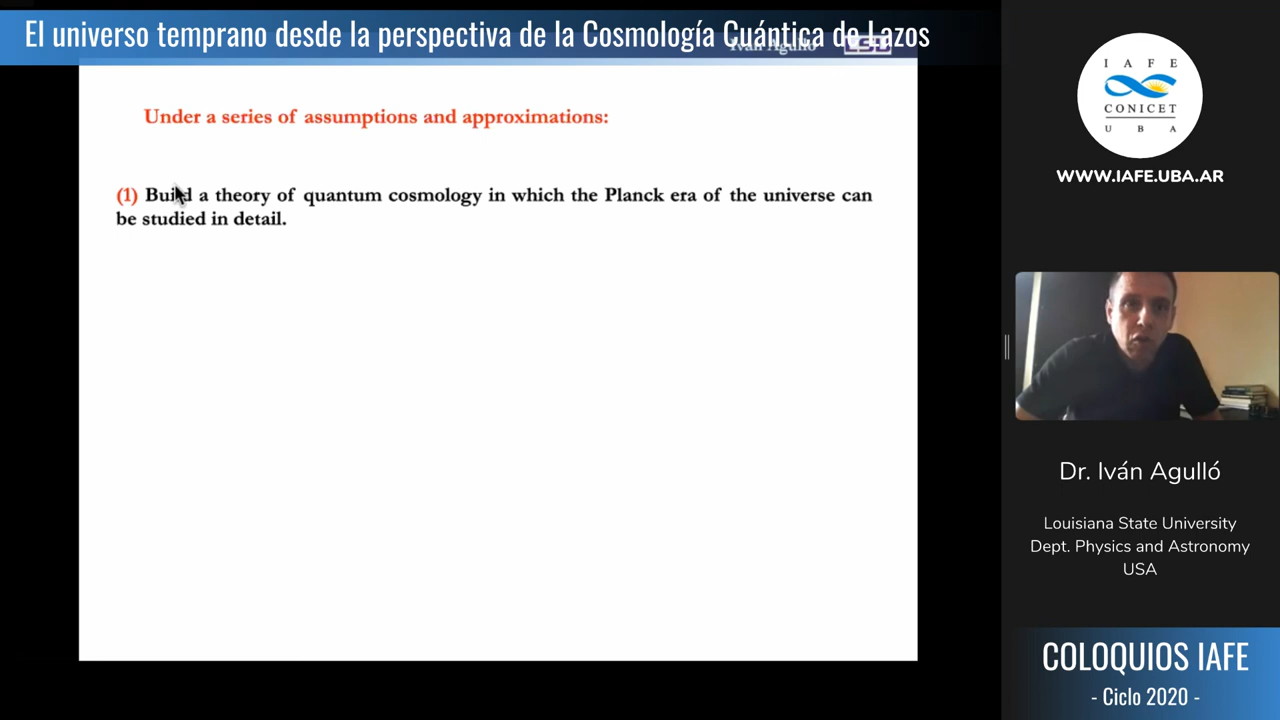 El universo temprano desde la perspectiva de la Cosmología Cuántica de Lazos
Iván Agulló LSU
Under a series of assumptions and approximations:
(1) Build a theory of quantum cosmology in which the Planck era of the universe can
be studied in detail.
I A F E
CONICET
U B A
WWW.IAFE.UBA.AR
Dr. Iván Agulló
Louisiana State University
Dept. Physics and Astronomy
USA
COLOQUIOS IAFE
- Ciclo 2020 -